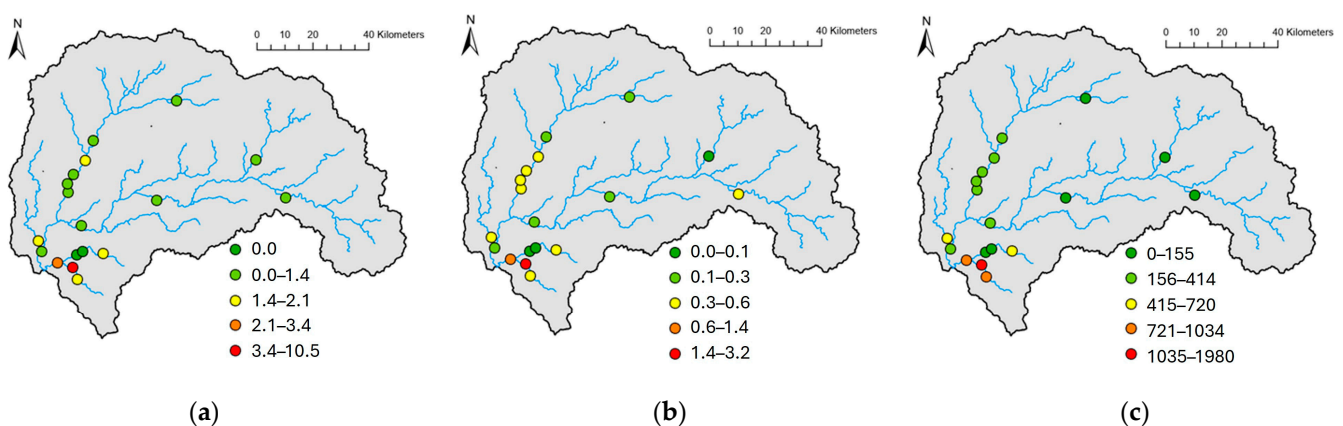 N
0 10 20 40 Kilometers
0.0
0.0–1.4
1.4–2.1
2.1–3.4
3.4–10.5
(a)
N
0 10 20 40 Kilometers
0.0–0.1
0.1–0.3
0.3–0.6
0.6–1.4
1.4–3.2
(b)
N
0 10 20 40 Kilometers
0–155
156–414
415–720
721–1034
1035–1980
(c)